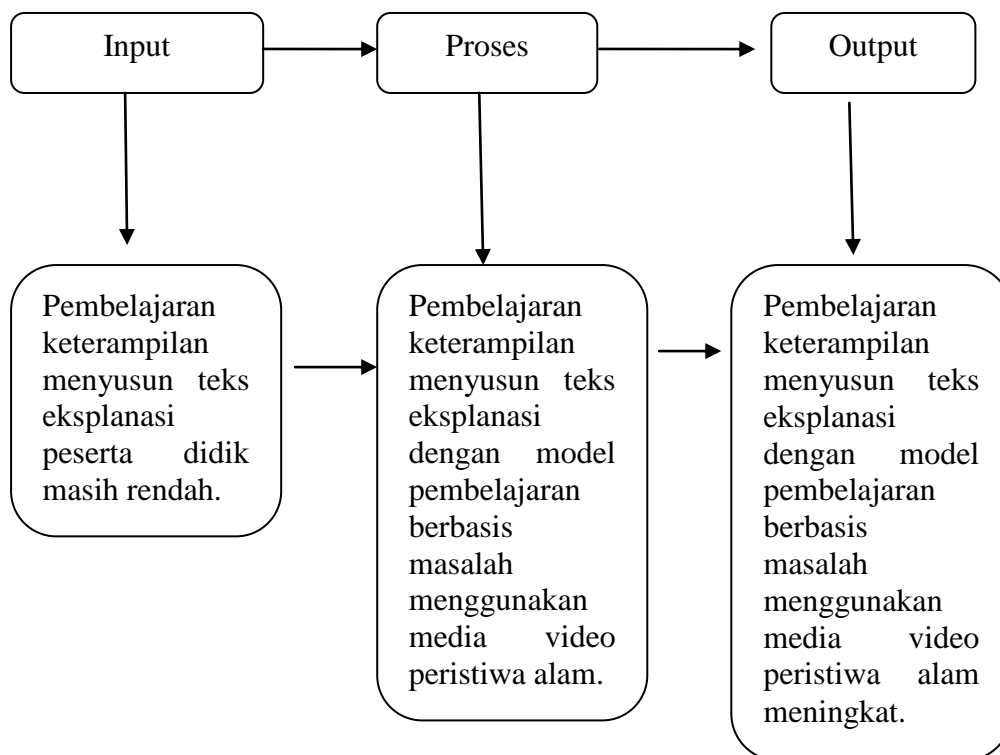 Input
Proses
Output
Pembelajaran
keterampilan
menyusun teks
eksplanasi
peserta didik
masih rendah.
Pembelajaran
keterampilan
menyusun teks
eksplanasi
dengan model
pembelajaran
berbasis
masalah
menggunakan
media video
peristiwa alam.
Pembelajaran
keterampilan
menyusun teks
eksplanasi
dengan model
pembelajaran
berbasis
masalah
menggunakan
media video
peristiwa alam
meningkat.